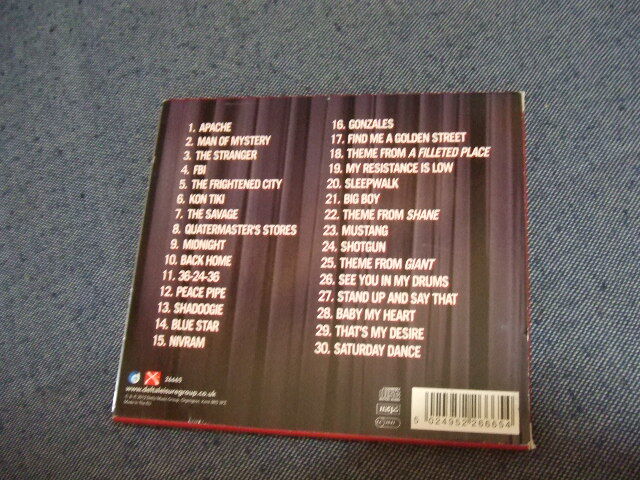 1. APACHE
2. MAN OF MYSTERY
3. THE STRANGER
4. FBI
5. THE FRIGHTENED CITY
6. KON TIKI
7. THE SAVAGE
8. QUATERMASTER'S STORES
9. MIDNIGHT
10. BACK HOME
11. 36-24-36
12. PEACE PIPE
13. SHADOOGIE
14. BLUE STAR
15. NIVRAM
16. GONZALES
17. FIND ME A GOLDEN STREET
18. THEME FROM A FILLETED PLACE
19. MY RESISTANCE IS LOW
20. SLEEPWALK
21. BIG BOY
22. THEME FROM SHANE
23. MUSTANG
24. SHOTGUN
25. THEME FROM GIANT
26. SEE YOU IN MY DRUMS
27. STAND UP AND SAY THAT
28. BABY MY HEART
29. THAT'S MY DESIRE
30. SATURDAY DANCE
26665
www.deltaleisuregroup.co.uk
5 024952 266654